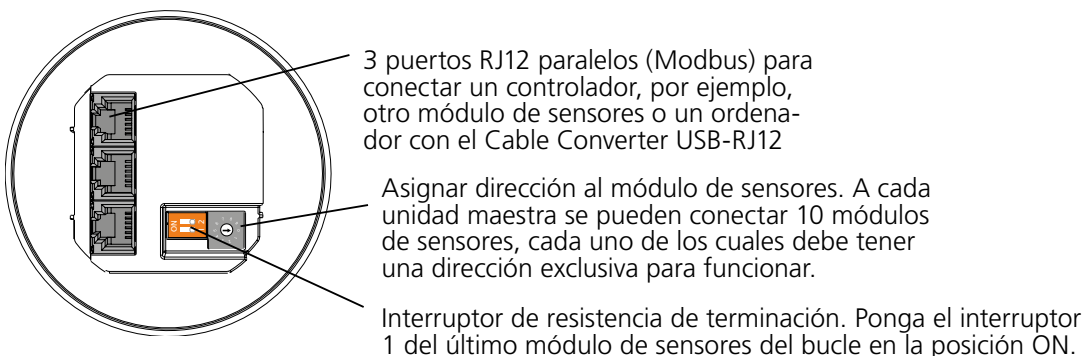 3 puertos RJ12 paralelos (Modbus) para
conectar un controlador, por ejemplo,
otro módulo de sensores o un ordena-
dor con el Cable Converter USB-RJ12
Asignar dirección al módulo de sensores. A cada
unidad maestra se pueden conectar 10 módulos
de sensores, cada uno de los cuales debe tener
una dirección exclusiva para funcionar.
ON
2
Interruptor de resistencia de terminación. Ponga el interruptor
1 del último módulo de sensores del bucle en la posición ON.